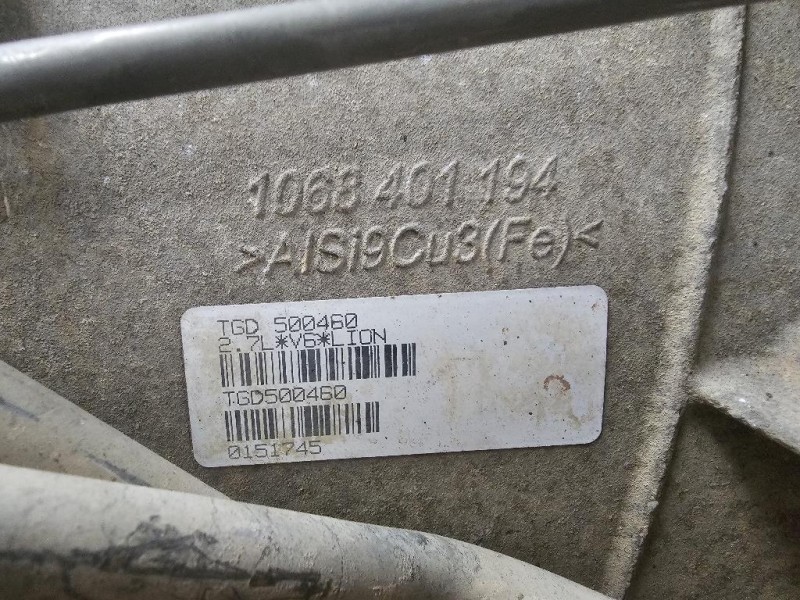 1068 401 194
>AlSi9Cu3(Fe)<
TGD 500460
2.7L*V6*LION
TGD500460
0151745